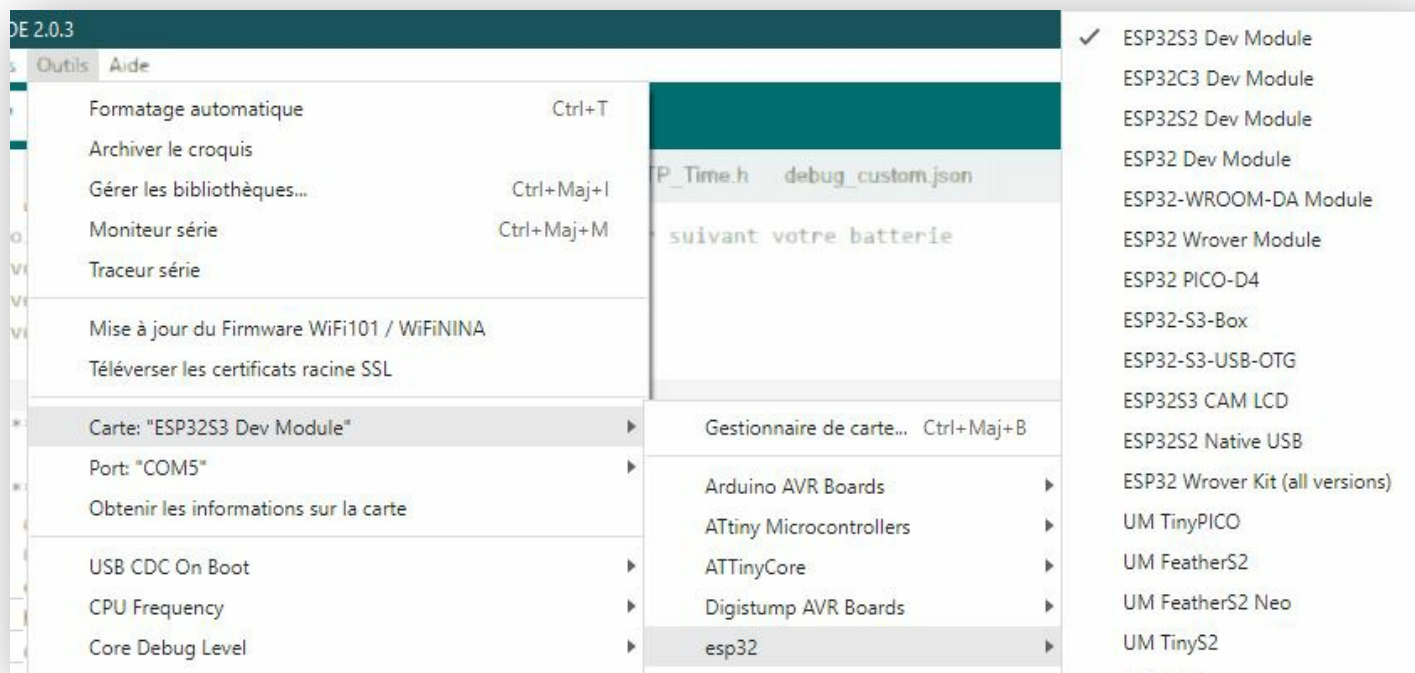 DE 2.0.3
Outils Aide
Formatage automatique Ctrl+T
Archiver le croquis
Gérer les bibliothèques... Ctrl+Maj+I
Moniteur série Ctrl+Maj+M
Traceur série
Mise à jour du Firmware WiFi101 / WiFiNINA
Téléverser les certificats racine SSL
Carte: "ESP32S3 Dev Module"
Port: "COM5"
Obtenir les informations sur la carte
USB CDC On Boot
CPU Frequency
Core Debug Level
TP_Time.h debug_custom.json
suivant votre batterie
Gestionnaire de carte... Ctrl+Maj+B
Arduino AVR Boards
ATtiny Microcontrollers
ATTinyCore
Digistump AVR Boards
esp32
ESP32S3 Dev Module
ESP32C3 Dev Module
ESP32S2 Dev Module
ESP32 Dev Module
ESP32-WROOM-DA Module
ESP32 Wrover Module
ESP32 PICO-D4
ESP32-S3-Box
ESP32-S3-USB-OTG
ESP32S3 CAM LCD
ESP32S2 Native USB
ESP32 Wrover Kit (all versions)
UM TinyPICO
UM FeatherS2
UM FeatherS2 Neo
UM TinyS2